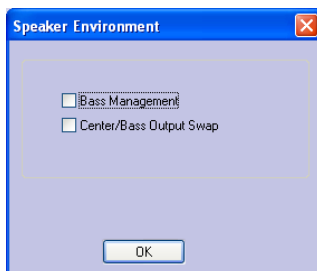 Speaker Environment
Bass Management
Center/Bass Output Swap
OK